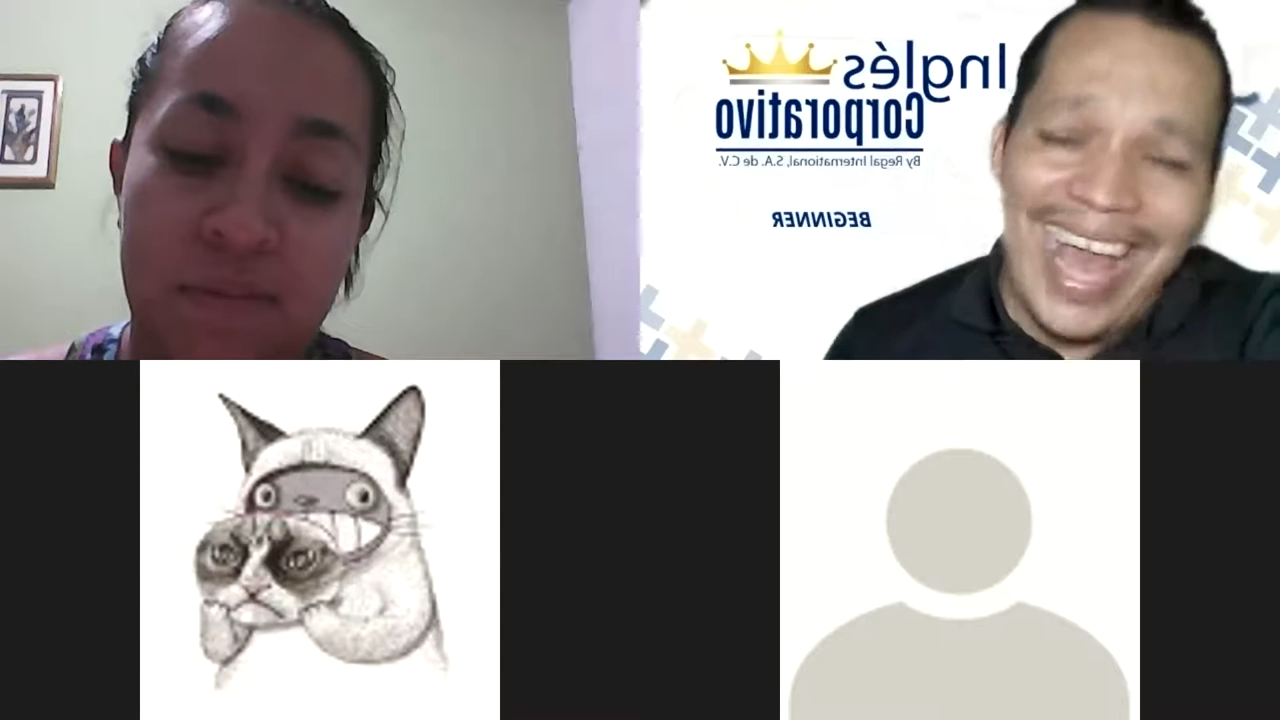 Inglés
Corporativo
By Regal International, S.A. de C.V.
BEGINNER